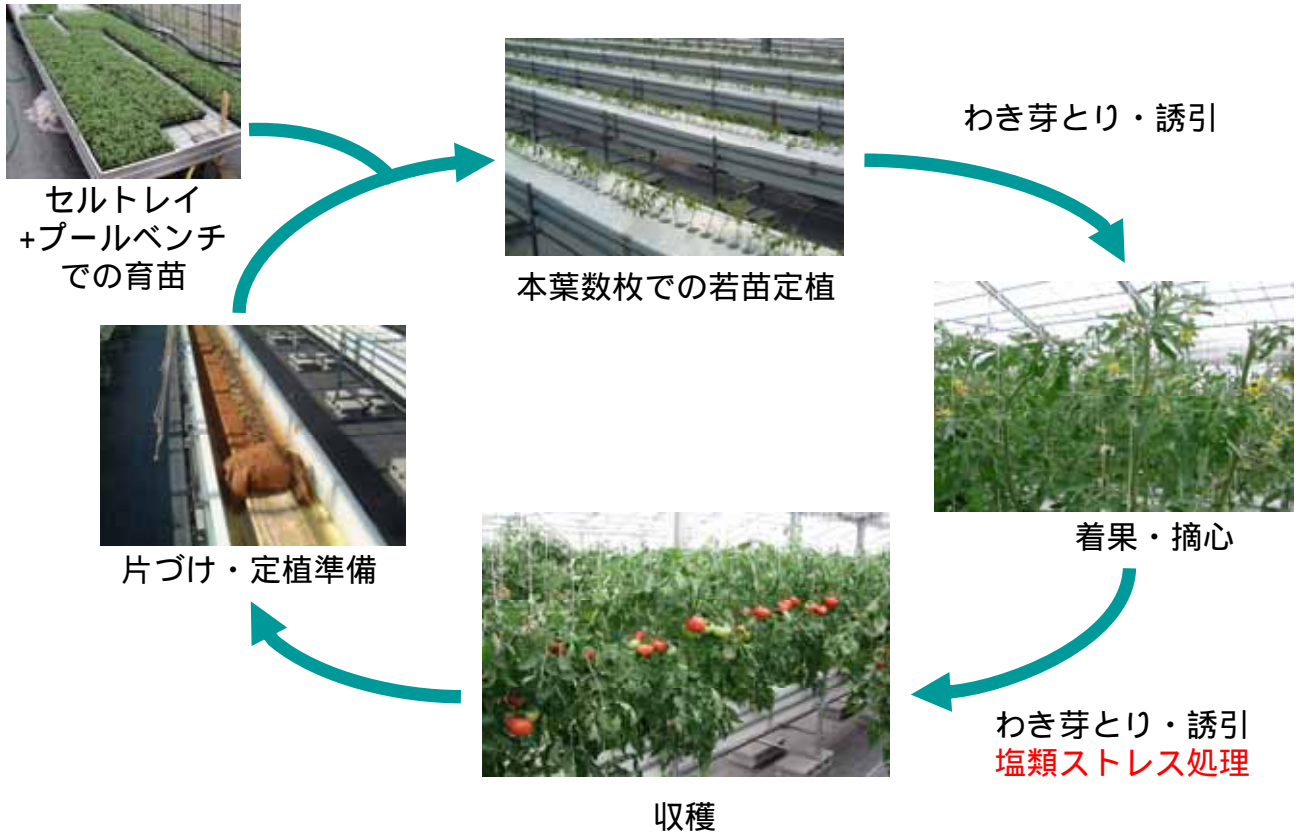 セルトレイ
+プールベンチ
での育苗
本葉数枚での若苗定植
わき芽とり・誘引
着果・摘心
わき芽とり・誘引
塩類ストレス処理
収穫
片づけ・定植準備